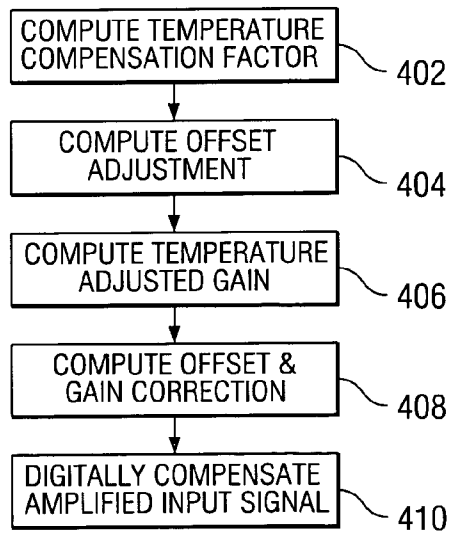 COMPUTE TEMPERATURE
COMPENSATION FACTOR
402
COMPUTE OFFSET
ADJUSTMENT
404
COMPUTE TEMPERATURE
ADJUSTED GAIN
406
COMPUTE OFFSET &
GAIN CORRECTION
408
DIGITALLY COMPENSATE
AMPLIFIED INPUT SIGNAL
410